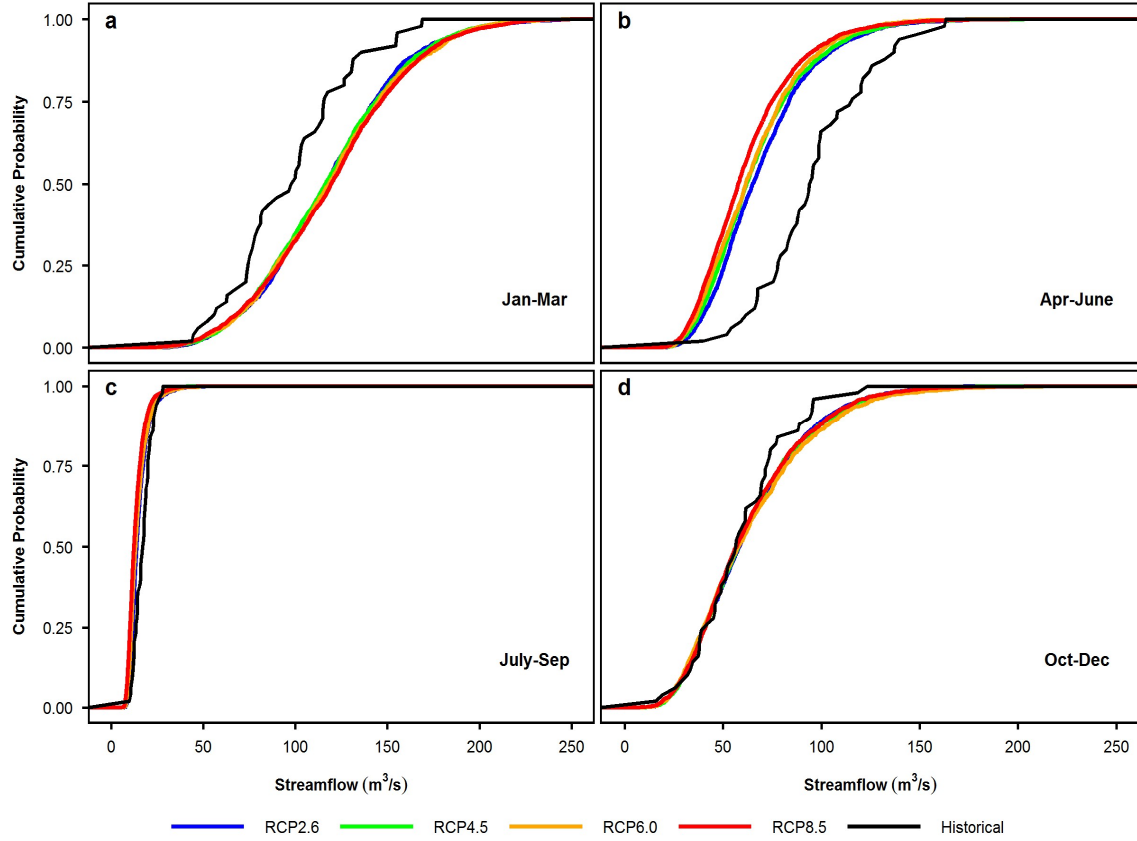 a
b
Cumulative Probability
1.00
0.75
0.50
0.25
0.00
Jan-Mar
Apr-June
c
d
Cumulative Probability
1.00
0.75
0.50
0.25
0.00
July-Sep
Oct-Dec
0 50 100 150 200 250
0 50 100 150 200 250
Streamflow (m³/s)
Streamflow (m³/s)
RCP2.6 RCP4.5 RCP6.0 RCP8.5 Historical